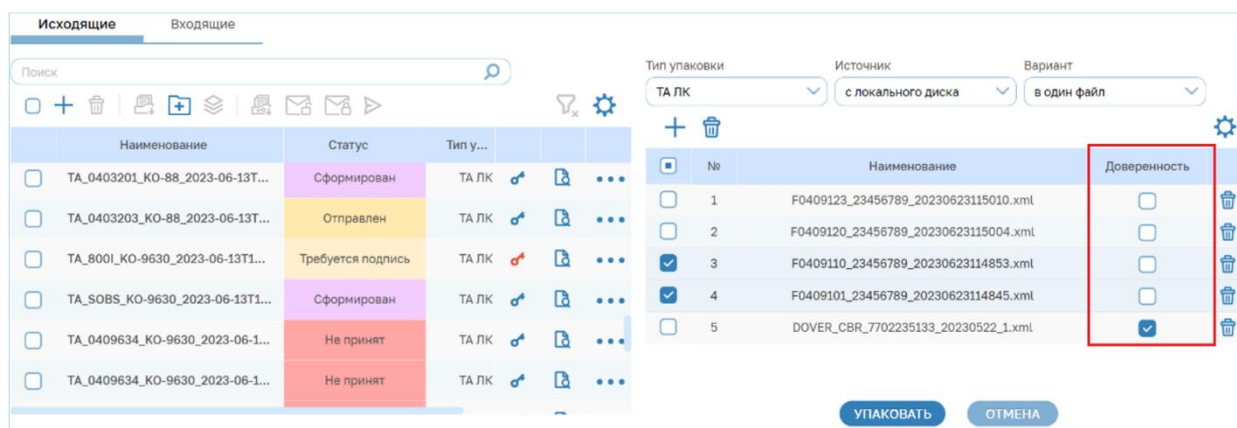 Исходящие Входящие
Поиск
Наименование Статус Тип у...
TA_0403201_KO-88_2023-06-13T... Сформирован ТА ЛК
TA_0403203_KO-88_2023-06-13T... Отправлен ТА ЛК
TA_800I_KO-9630_2023-06-13T1... Требуется подпись ТА ЛК
TA_SOBS_KO-9630_2023-06-13T1... Сформирован ТА ЛК
TA_0409634_KO-9630_2023-06-1... Не принят ТА ЛК
TA_0409634_KO-9630_2023-06-1... Не принят ТА ЛК
Тип упаковки Источник Вариант
ТА ЛК с локального диска в один файл
№ Наименование Доверенность
1 F0409123_23456789_20230623115010.xml
2 F0409120_23456789_20230623115004.xml
3 F0409110_23456789_20230623114853.xml
4 F0409101_23456789_20230623114845.xml
5 DOVER_CBR_7702235133_20230522_1.xml
УПАКОВАТЬ ОТМЕНА